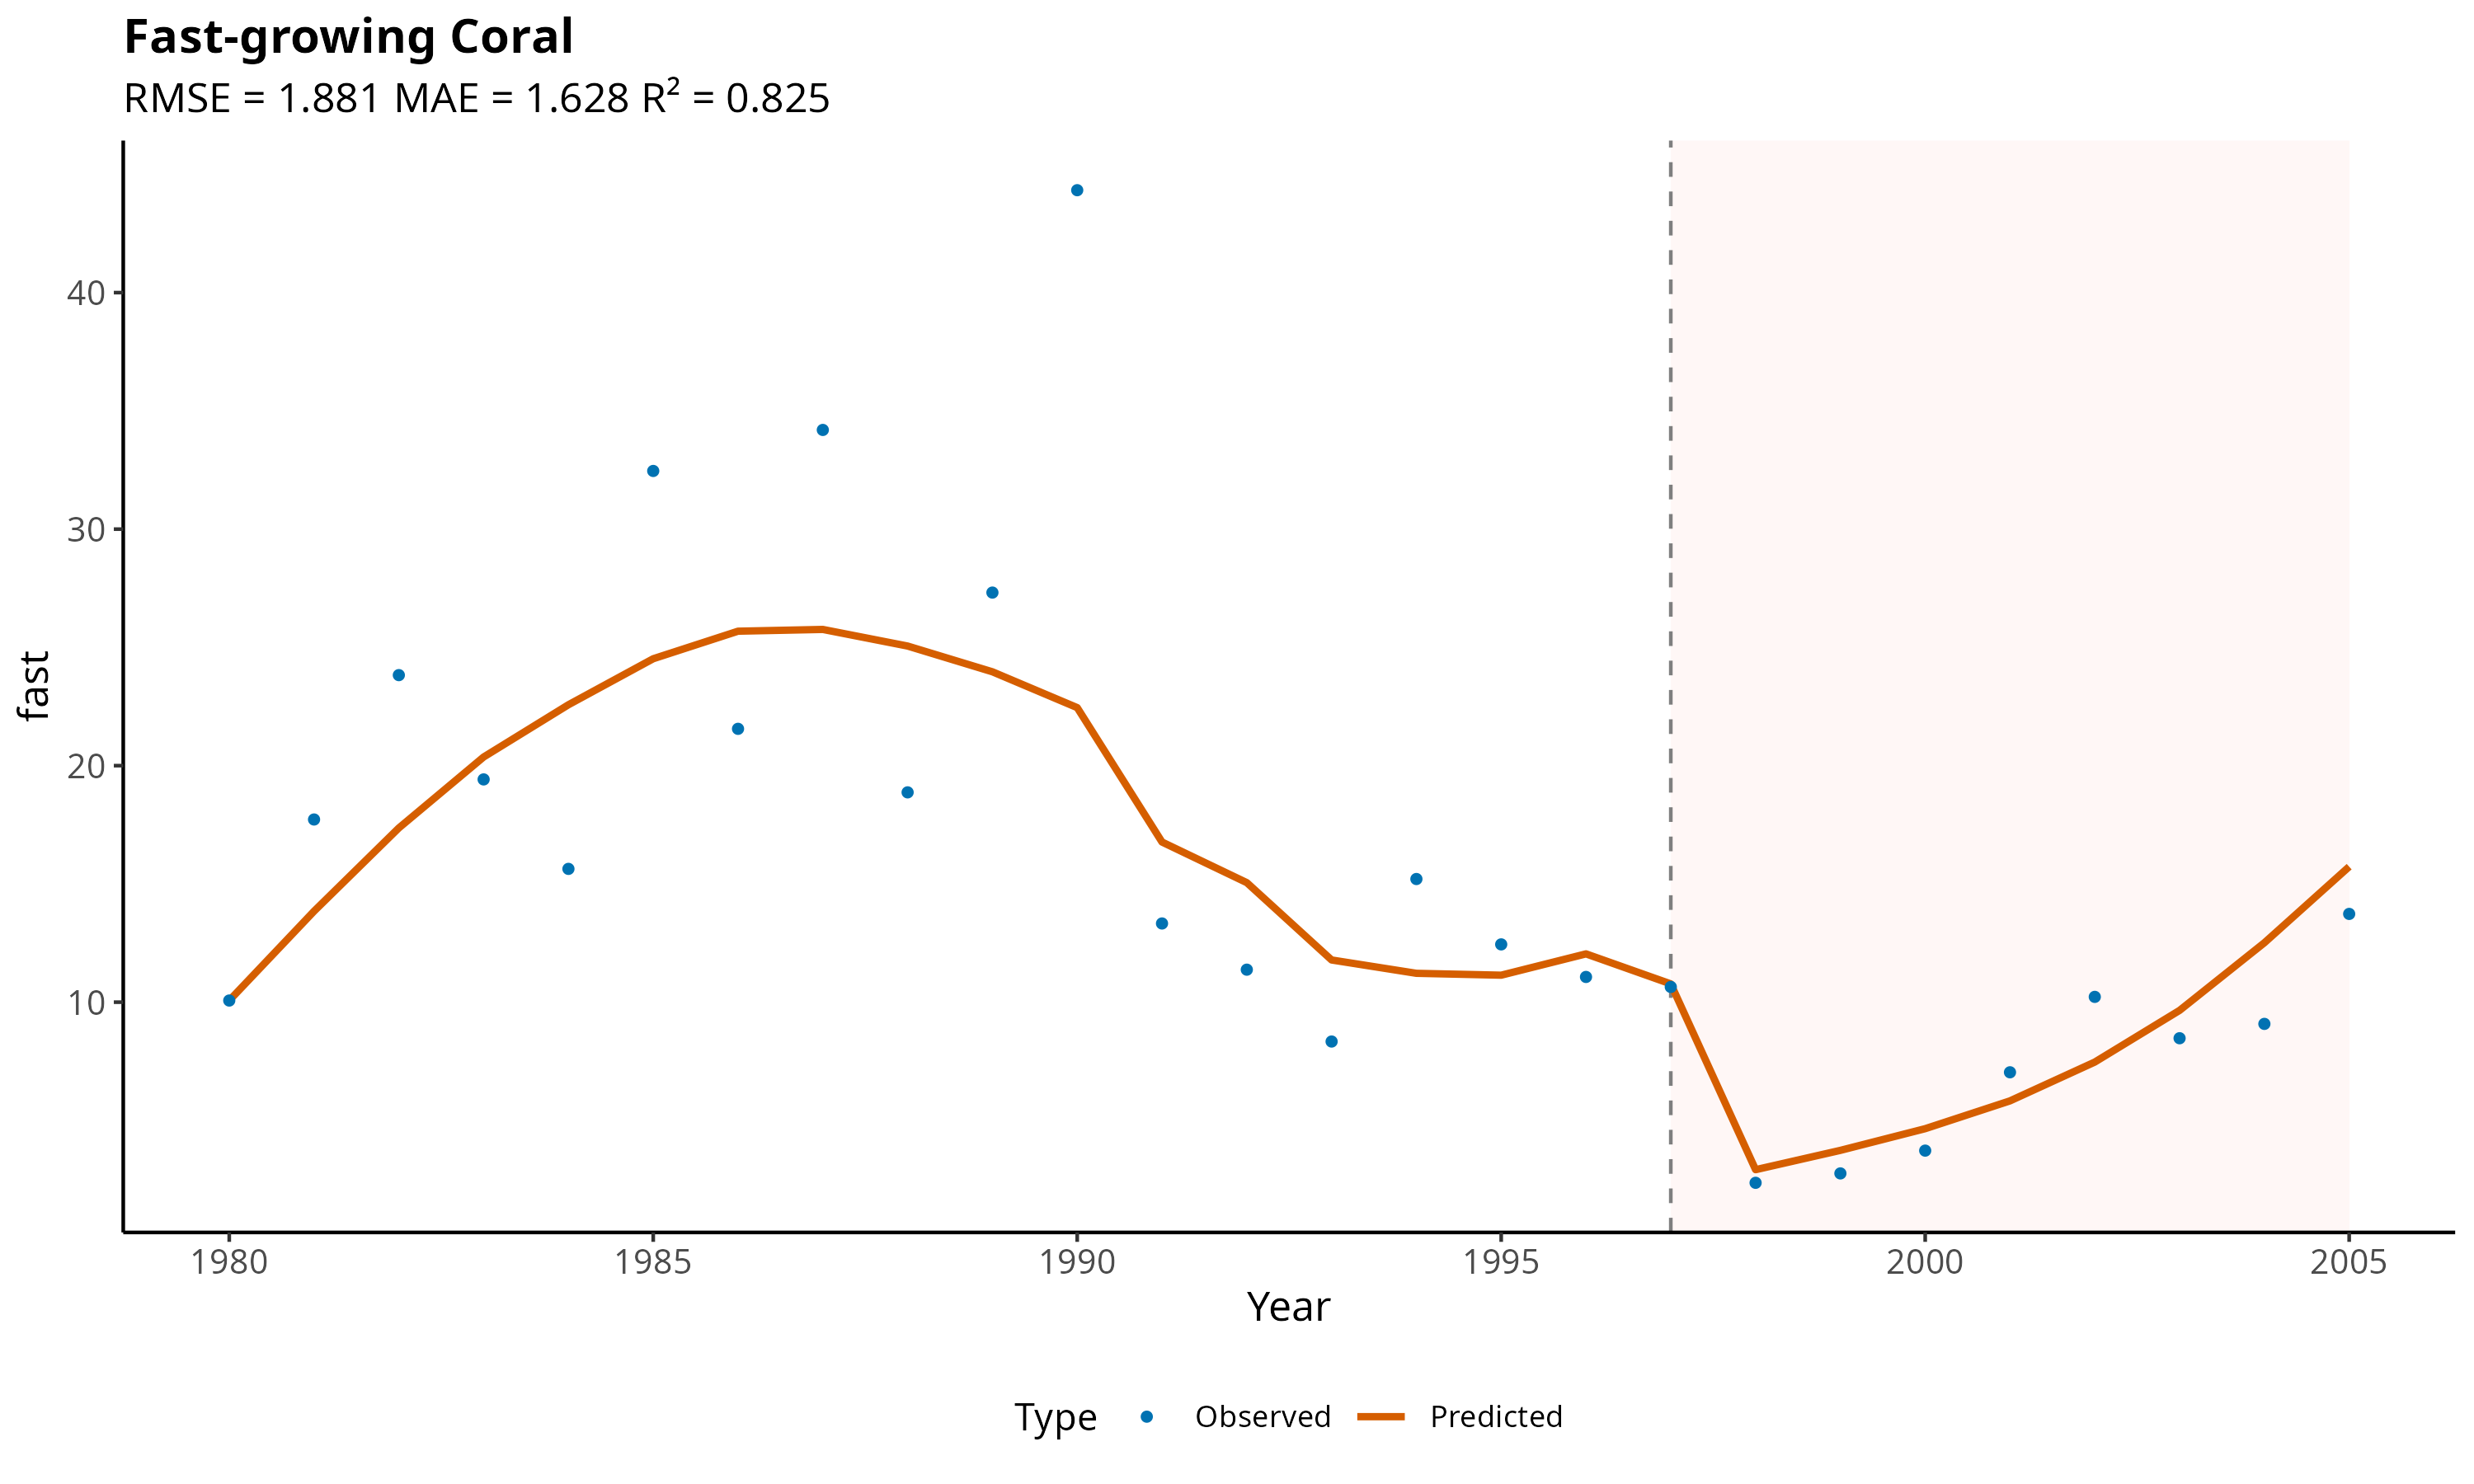 Fast-growing Coral
RMSE = 1.881 MAE = 1.628 R² = 0.825
fast
40
30
20
10
1980 1985 1990 1995 2000 2005
Year
Type Observed Predicted